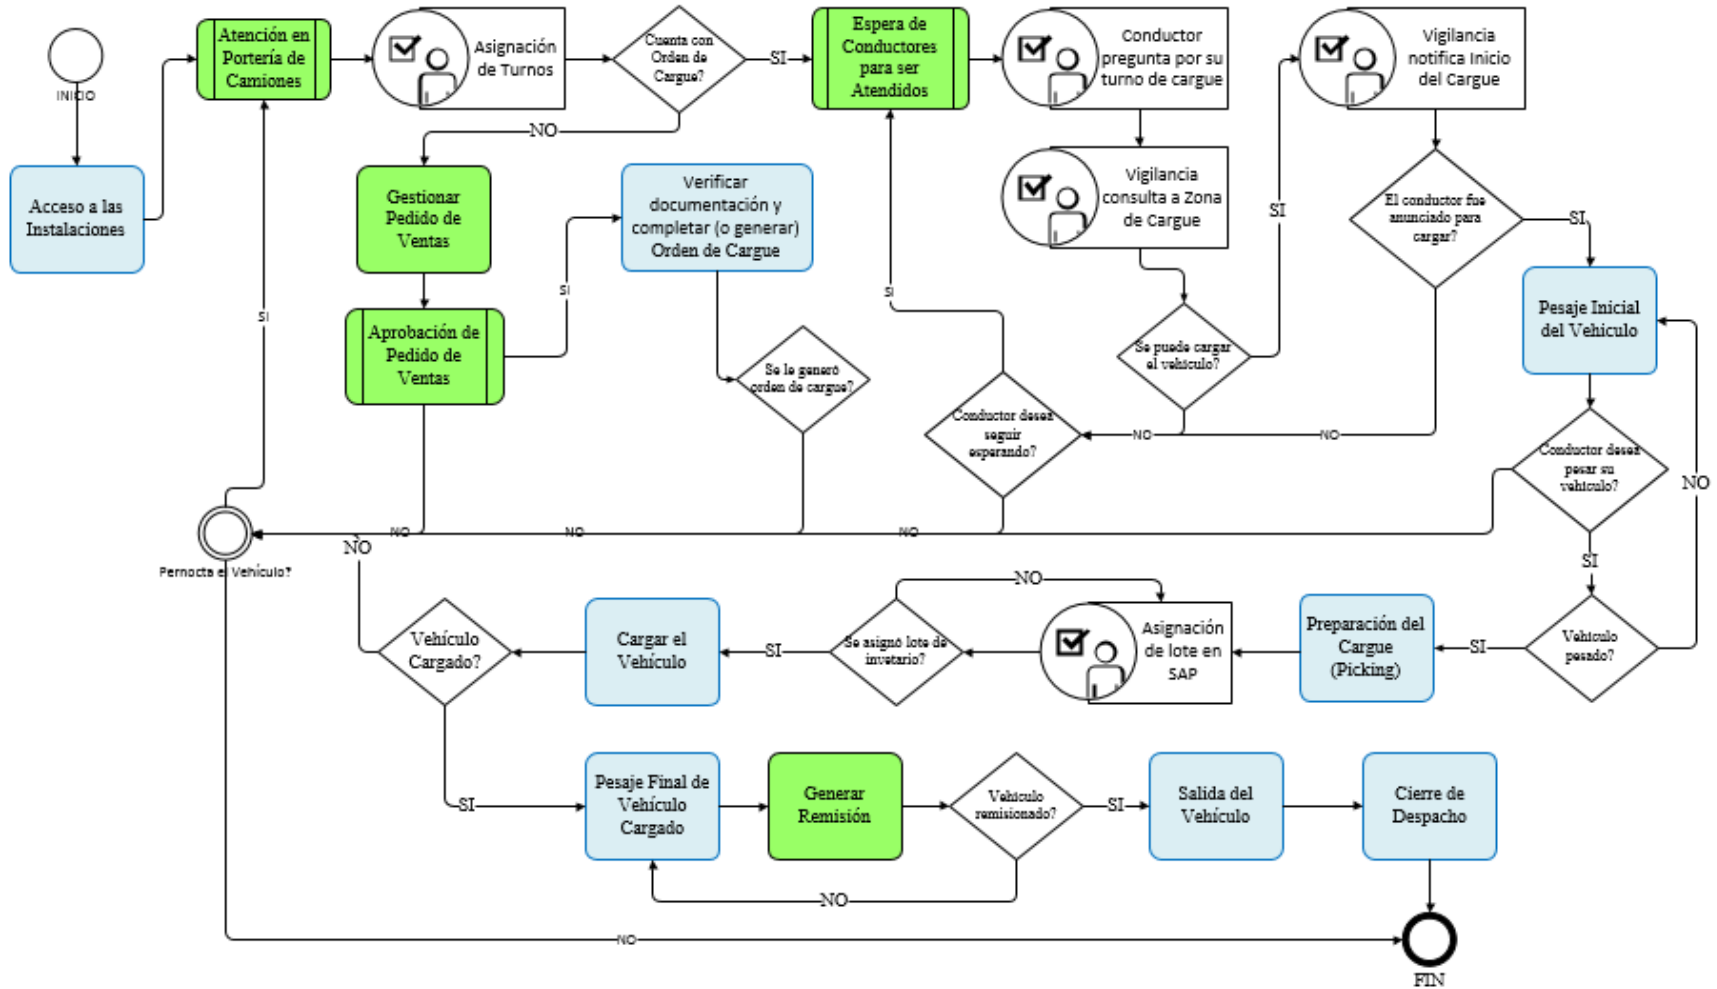 INICIO
Acceso a las
Instalaciones
Atención en
Portería de
Camiones
Asignación
de Turnos
Cuenta con
Orden de
Cargue?
SI
NO
Espera de
Conductores
para ser
Atendidos
Conductor
pregunta por su
turno de cargue
Vigilancia
notifica Inicio
del Cargue
Gestionar
Pedido de
Ventas
Verificar
documentación y
completar (o generar)
Orden de Cargue
Vigilancia
consulta a Zona
de Cargue
SI
El conductor fue
anunciado para
cargar?
SI
SI
SI
SI
Aprobación de
Pedido de
Ventas
Se le generó
orden de cargue?
Se puede cargar
el vehículo?
Pesaje Inicial
del Vehiculo
Conductor desea
seguir
esperando?
NO
NO
Conductor desea
pesar su
vehiculo?
NO
NO
NO
NO
NO
SI
Pernocta el Vehículo?
Vehículo
Cargado?
Cargar el
Vehículo
SI
Se asignó lote de
invetario?
NO
Asignación
de lote en
SAP
Preparación del
Cargue
(Picking)
SI
Vehiculo
pesado?
SI
Pesaje Final de
Vehículo
Cargado
Generar
Remisión
Vehiculo
remisionado?
SI
Salida del
Vehículo
Cierre de
Despacho
NO
NO
FIN